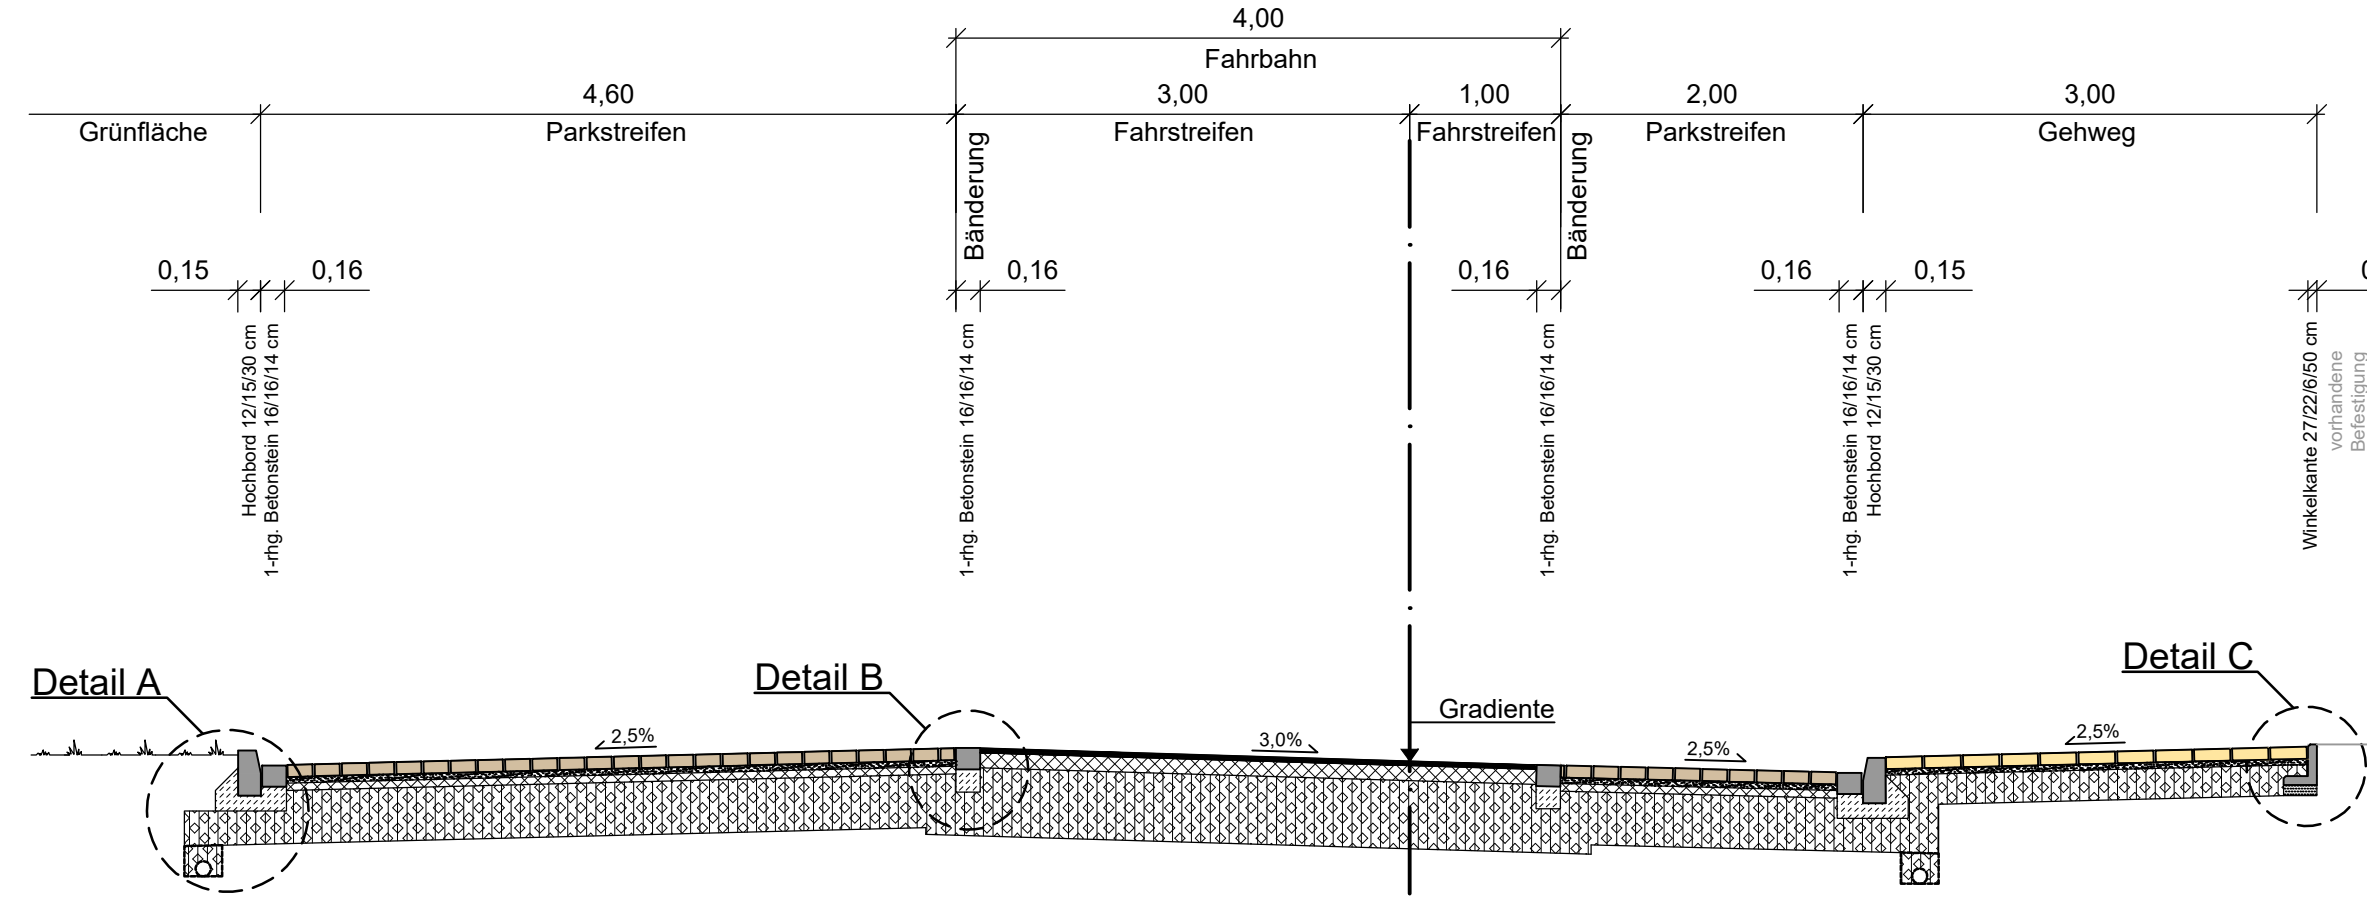 4,00
Fahrbahn
4,60
3,00
1,00
2,00
3,00
Grünfläche
Parkstreifen
Fahrstreifen
Fahrstreifen
Parkstreifen
Gehweg
Bänderung
Bänderung
0,15
0,16
0,16
0,16
0,16
0,15
Hochbord 12/15/30 cm
1-rhg. Betonstein 16/16/14 cm
1-rhg. Betonstein 16/16/14 cm
1-rhg. Betonstein 16/16/14 cm
1-rhg. Betonstein 16/16/14 cm
Hochbord 12/15/30 cm
Winkelkante 27/22/6/50 cm
vorhandene
Befestigung
Detail A
Detail B
Detail C
Gradiente
2,5%
3,0%
2,5%
2,5%